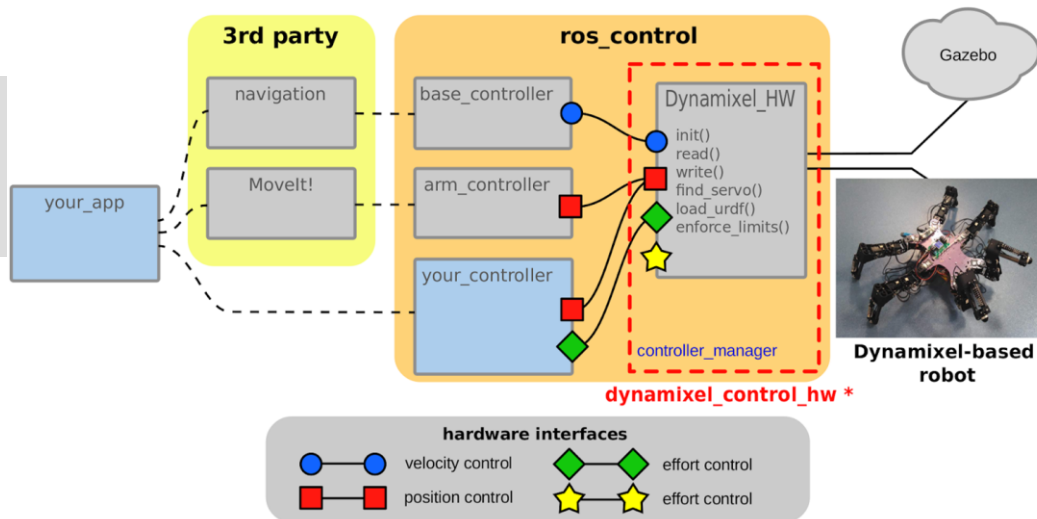 3rd party
ros_control
Gazebo
navigation
base_controller
Dynamixel_HW
init()
read()
write()
find_servo()
load_urdf()
enforce_limits()
MoveIt!
arm_controller
your_app
your_controller
controller_manager
Dynamixel-based
robot
dynamixel_control_hw *
hardware interfaces
velocity control
effort control
position control
effort control